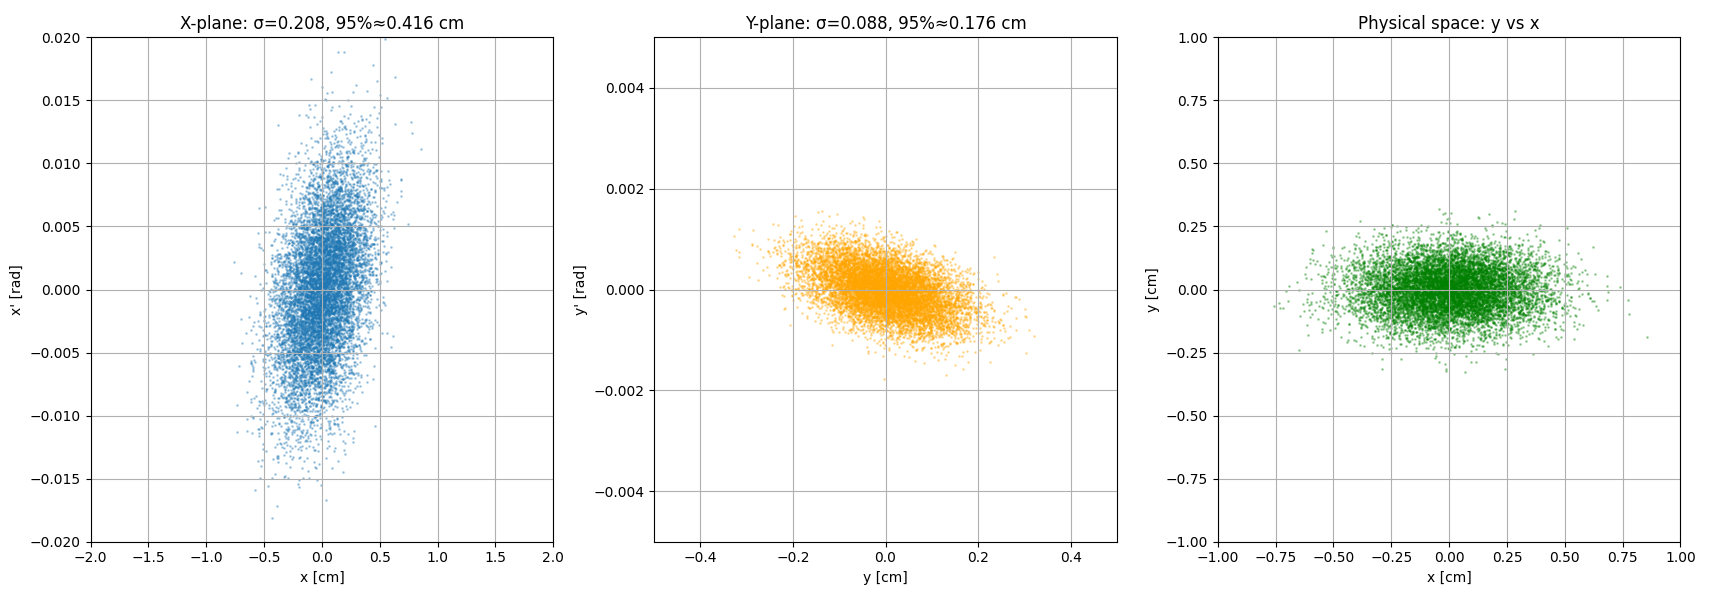 X-plane: σ=0.208, 95%≈0.416 cm
0.020
0.015
0.010
0.005
0.000
−0.005
−0.010
−0.015
−0.020
x' [rad]
−2.0 −1.5 −1.0 −0.5 0.0 0.5 1.0 1.5 2.0
x [cm]
Y-plane: σ=0.088, 95%≈0.176 cm
0.004
0.002
0.000
−0.002
−0.004
y' [rad]
−0.4 −0.2 0.0 0.2 0.4
y [cm]
Physical space: y vs x
1.00
0.75
0.50
0.25
0.00
−0.25
−0.50
−0.75
−1.00
y [cm]
−1.00 −0.75 −0.50 −0.25 0.00 0.25 0.50 0.75 1.00
x [cm]